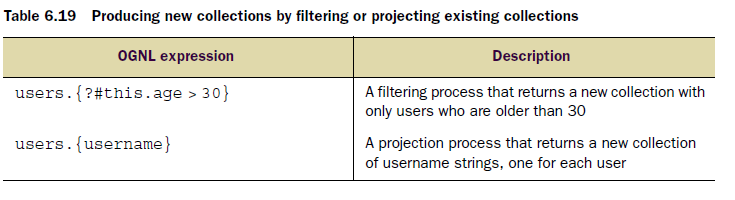 Table 6.19 Producing new collections by filtering or projecting existing collections
OGNL expression Description
users.{?#this.age > 30} A filtering process that returns a new collection with
only users who are older than 30
users.{username} A projection process that returns a new collection
of username strings, one for each user